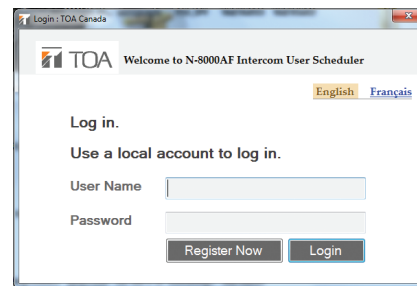 Login : TOA Canada
TOA Welcome to N-8000AF Intercom User Scheduler
English Français
Log in.
Use a local account to log in.
User Name
Password
Register Now Login